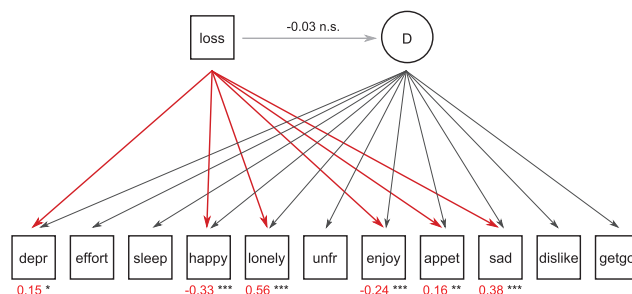 loss
-0.03 n.s.
D
depr effort sleep happy lonely unfr enjoy appet sad dislike getgo
0.15 * -0.33 *** 0.56 *** -0.24 *** 0.16 ** 0.38 ***